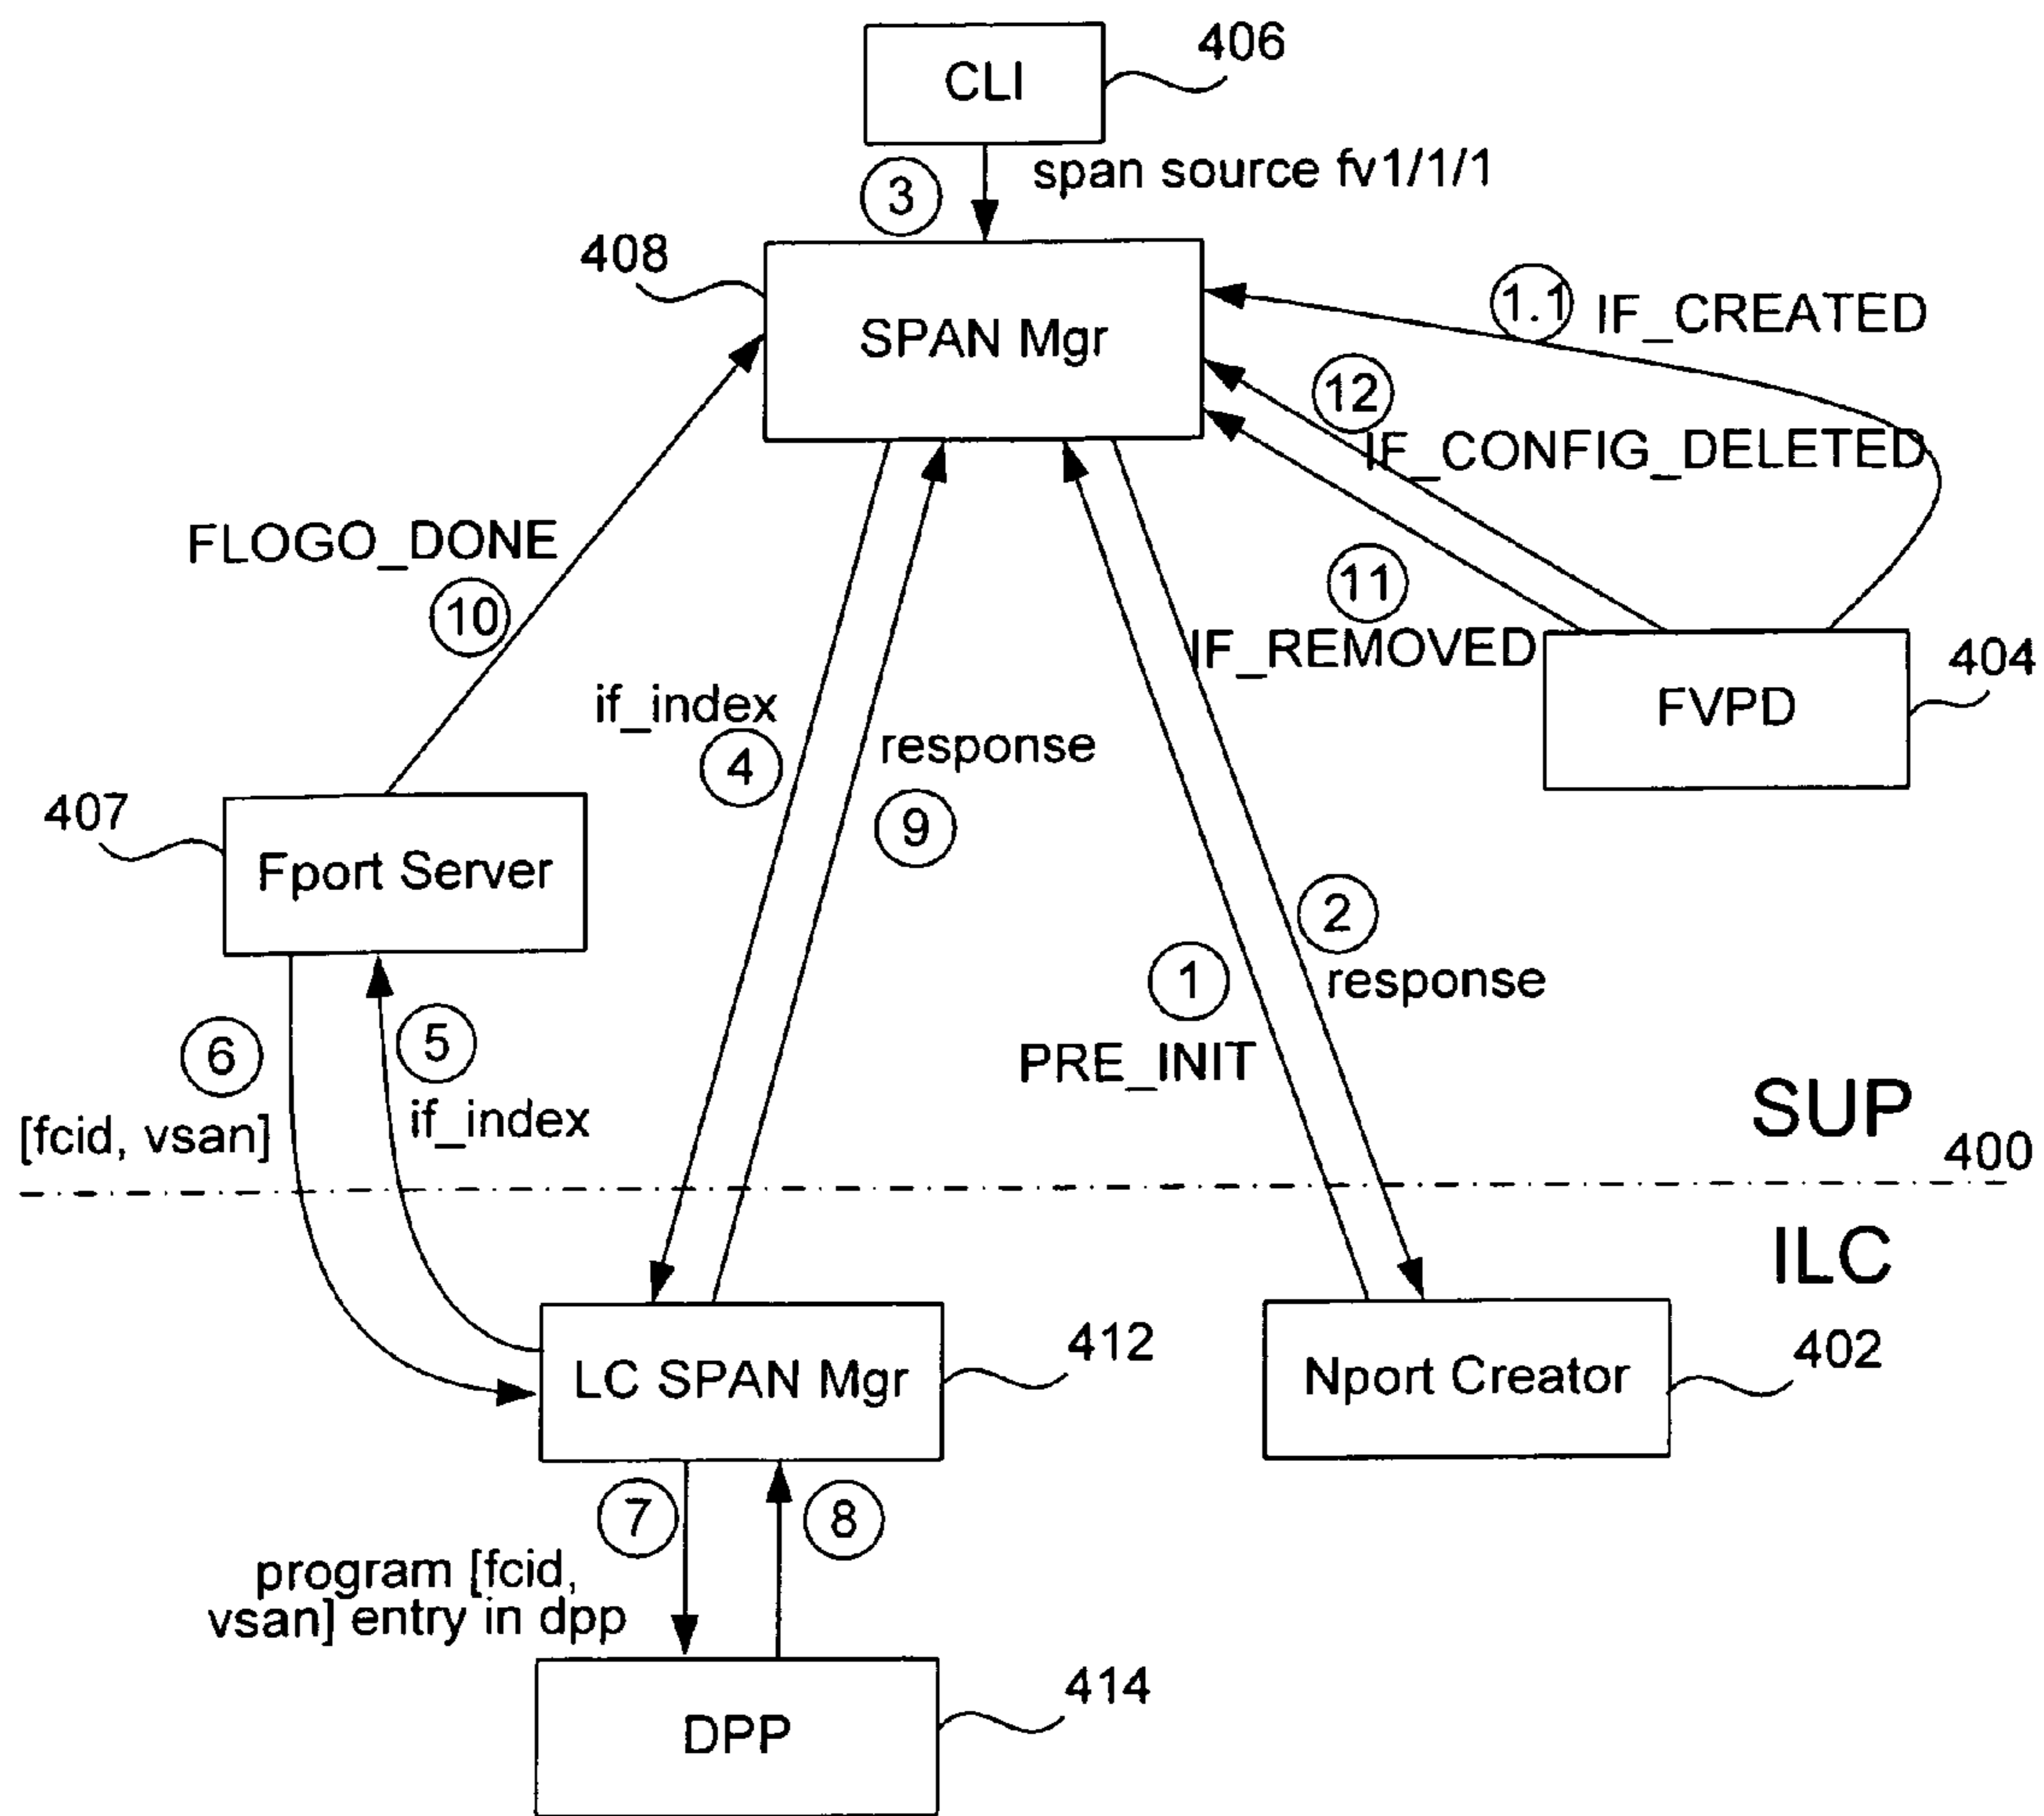 406
CLI
3
span source fv1/1/1
408
SPAN Mgr
1.1
IF_CREATED
12
IF_CONFIG_DELETED
FLOGO_DONE
10
11
IF_REMOVED
404
FVPD
if_index
4
response
9
407
Fport Server
2
response
1
PRE_INIT
6
5
[fcid, vsan]
if_index
SUP
400
ILC
LC SPAN Mgr
412
Nport Creator
402
7
8
program [fcid,
vsan] entry in dpp
DPP
414